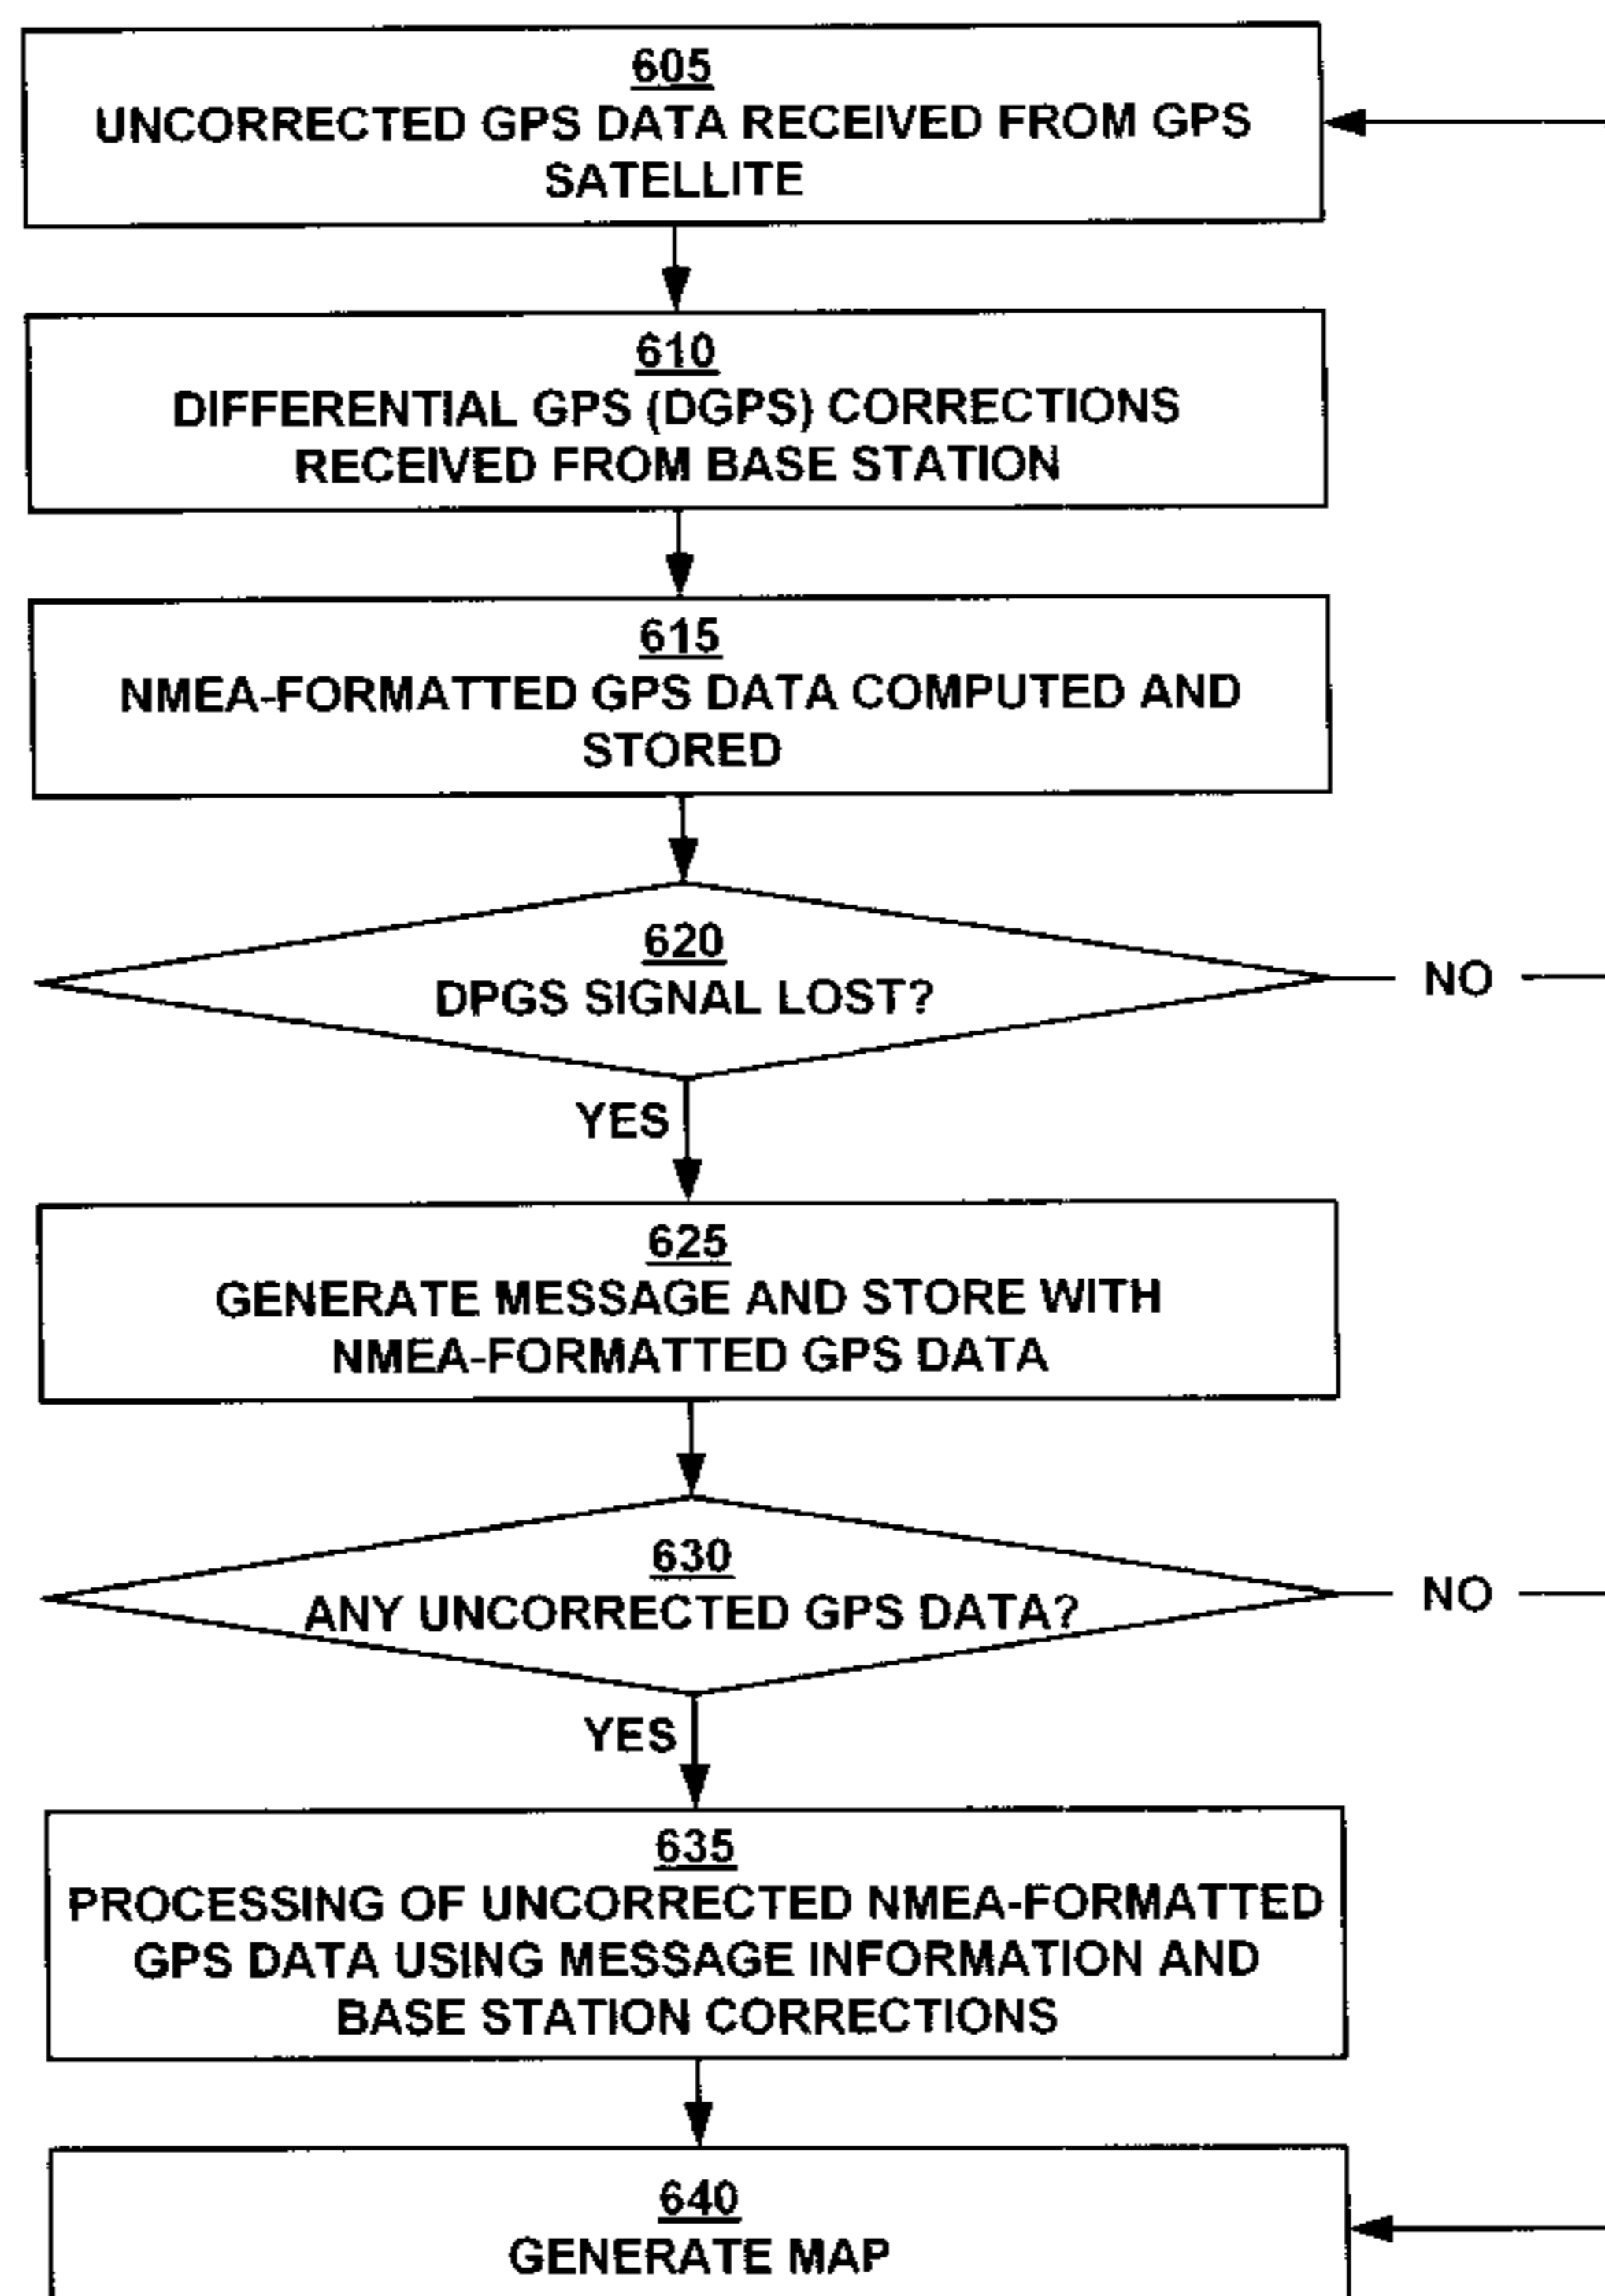 605
UNCORRECTED GPS DATA RECEIVED FROM GPS
SATELLITE
610
DIFFERENTIAL GPS (DGPS) CORRECTIONS
RECEIVED FROM BASE STATION
615
NMEA-FORMATTED GPS DATA COMPUTED AND
STORED
620
DPGS SIGNAL LOST?
NO
YES
625
GENERATE MESSAGE AND STORE WITH
NMEA-FORMATTED GPS DATA
630
ANY UNCORRECTED GPS DATA?
NO
YES
635
PROCESSING OF UNCORRECTED NMEA-FORMATTED
GPS DATA USING MESSAGE INFORMATION AND
BASE STATION CORRECTIONS
640
GENERATE MAP